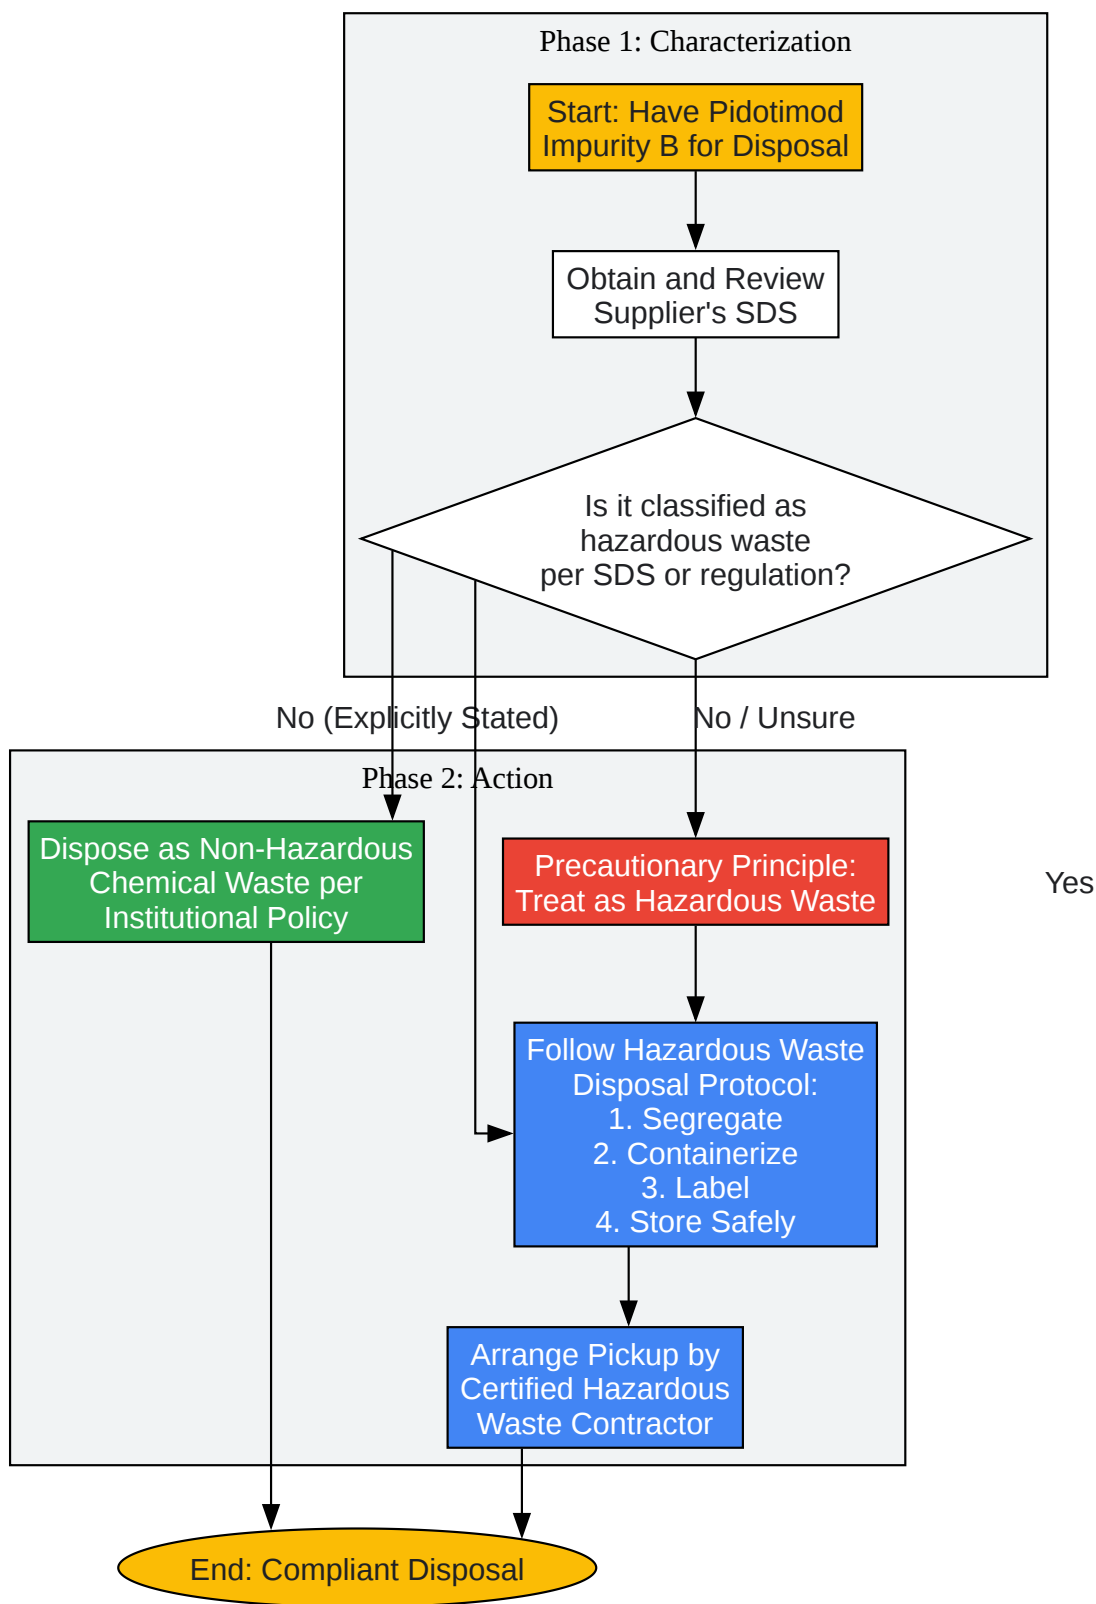 Phase 1: Characterization
Start: Have Pidotimod
Impurity B for Disposal
Obtain and Review
Supplier's SDS
Is it classified as
hazardous waste
per SDS or regulation?
No (Explicitly Stated)
No / Unsure
Phase 2: Action
Dispose as Non-Hazardous
Chemical Waste per
Institutional Policy
Precautionary Principle:
Treat as Hazardous Waste
Yes
Follow Hazardous Waste
Disposal Protocol:
1. Segregate
2. Containerize
3. Label
4. Store Safely
Arrange Pickup by
Certified Hazardous
Waste Contractor
End: Compliant Disposal